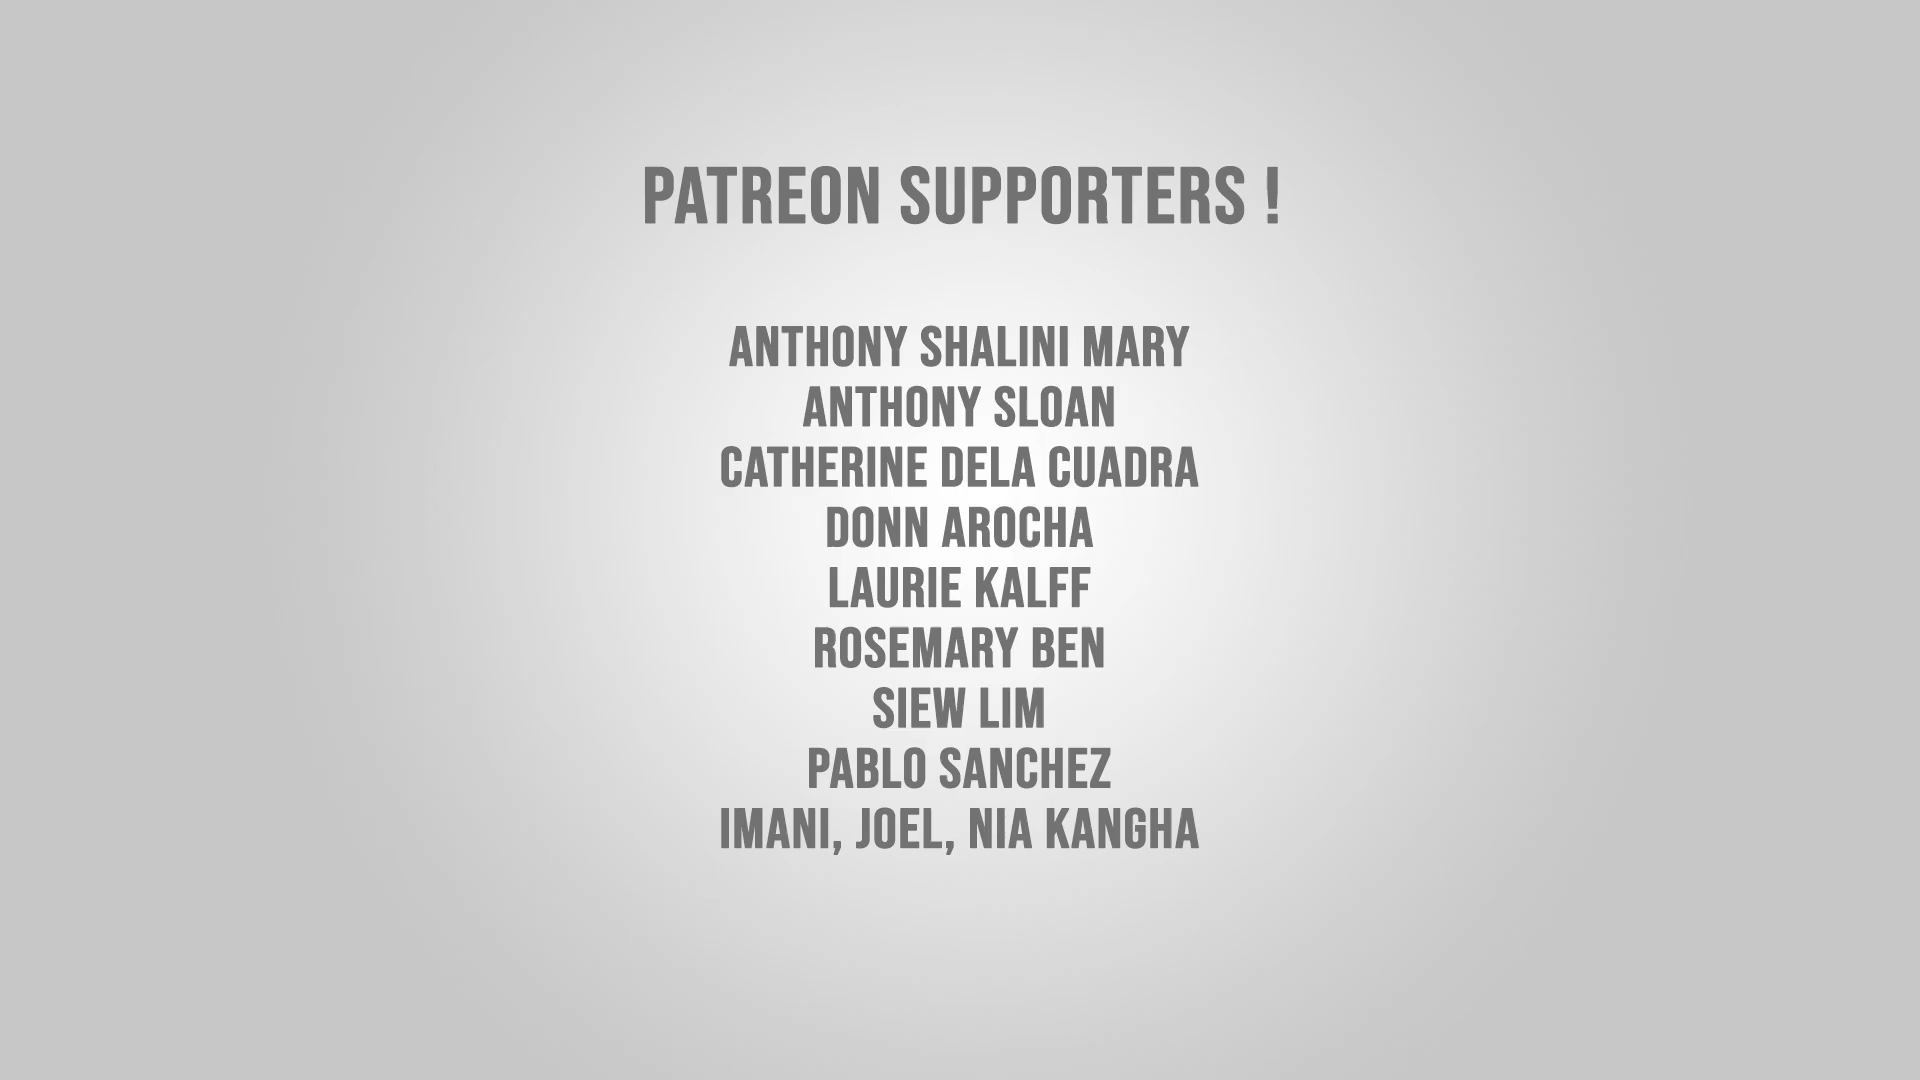 PATREON SUPPORTERS !
ANTHONY SHALINI MARY
ANTHONY SLOAN
CATHERINE DELA CUADRA
DONN AROCHA
LAURIE KALFF
ROSEMARY BEN
SIEW LIM
PABLO SANCHEZ
IMANI, JOEL, NIA KANGHA